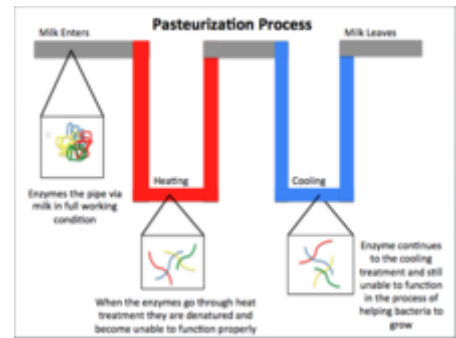 Pasteurization Process
Milk Enters
Milk Leaves
Heating
Cooling
Enzymes the pipe via
milk in full working
condition
When the enzymes go through heat
treatment they are denatured and
become unable to function properly
Enzyme continues
to the cooling
treatment and still
unable to function
in the process of
helping bacteria to
grow